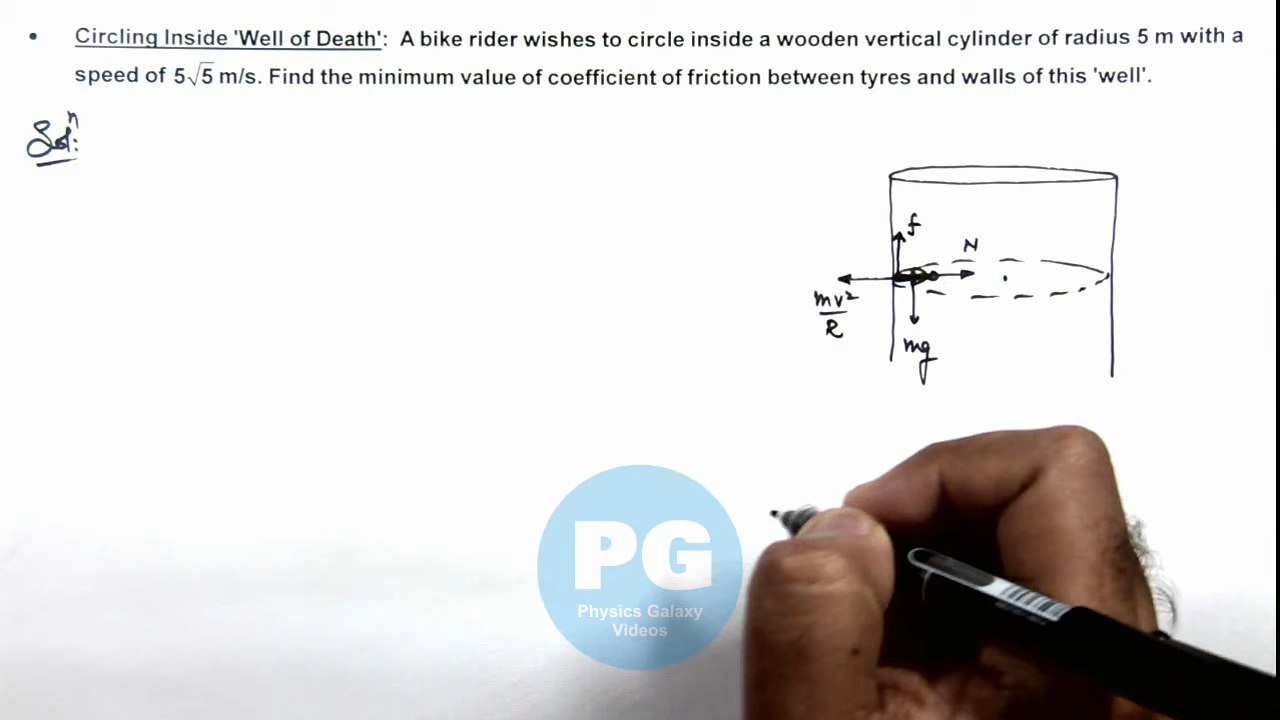 • Circling Inside 'Well of Death': A bike rider wishes to circle inside a wooden vertical cylinder of radius 5 m with a
speed of 5√5 m/s. Find the minimum value of coefficient of friction between tyres and walls of this 'well'.
Solⁿ:
f
N
mv²
R
mg
PG
Physics Galaxy
Videos